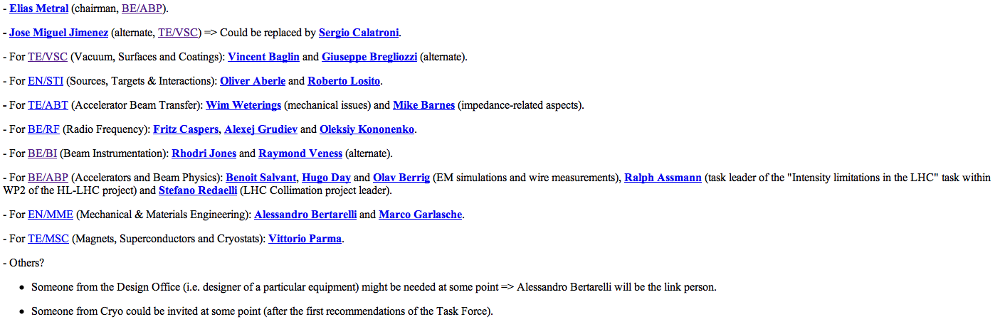 - Elias Metral (chairman, BE/ABP).
- Jose Miguel Jimenez (alternate, TE/VSC) => Could be replaced by Sergio Calatroni.
- For TE/VSC (Vacuum, Surfaces and Coatings): Vincent Baglin and Giuseppe Bregliozzi (alternate).
- For EN/STI (Sources, Targets & Interactions): Oliver Aberle and Roberto Losito.
- For TE/ABT (Accelerator Beam Transfer): Wim Weterings (mechanical issues) and Mike Barnes (impedance-related aspects).
- For BE/RF (Radio Frequency): Fritz Caspers, Alexej Grudiev and Oleksiy Kononenko.
- For BE/BI (Beam Instrumentation): Rhodri Jones and Raymond Veness (alternate).
- For BE/ABP (Accelerators and Beam Physics): Benoit Salvant, Hugo Day and Olav Berrig (EM simulations and wire measurements), Ralph Assmann (task leader of the "Intensity limitations in the LHC" task within
WP2 of the HL-LHC project) and Stefano Redaelli (LHC Collimation project leader).
- For EN/MME (Mechanical & Materials Engineering): Alessandro Bertarelli and Marco Garlasche.
- For TE/MSC (Magnets, Superconductors and Cryostats): Vittorio Parma.
- Others?
• Someone from the Design Office (i.e. designer of a particular equipment) might be needed at some point => Alessandro Bertarelli will be the link person.
• Someone from Cryo could be invited at some point (after the first recommendations of the Task Force).